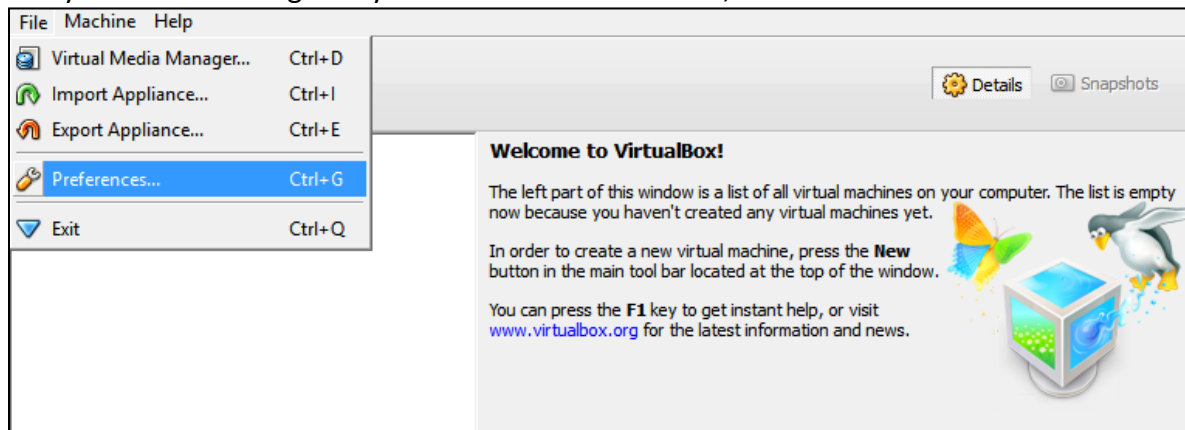 File Machine Help
Virtual Media Manager... Ctrl+D
Import Appliance... Ctrl+I
Export Appliance... Ctrl+E
Preferences... Ctrl+G
Exit Ctrl+Q
Details Snapshots
Welcome to VirtualBox!
The left part of this window is a list of all virtual machines on your computer. The list is empty
now because you haven't created any virtual machines yet.
In order to create a new virtual machine, press the New
button in the main tool bar located at the top of the window.
You can press the F1 key to get instant help, or visit
www.virtualbox.org for the latest information and news.